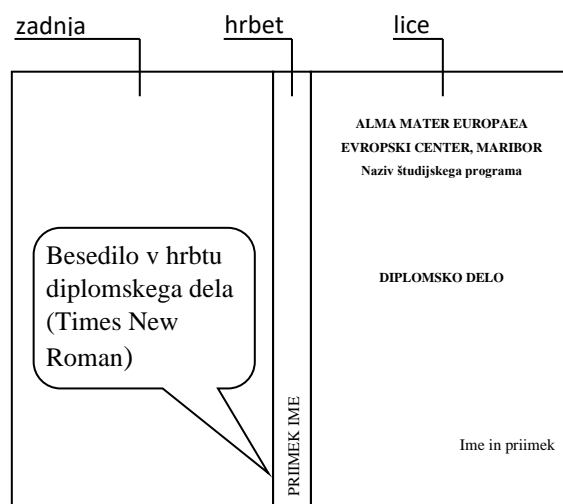 zadnja
hrbet
lice
ALMA MATER EUROPAEA
EVROPSKI CENTER, MARIBOR
Naziv študijskega programa
DIPLOMSKO DELO
Besedilo v hrbtu
diplomskega dela
(Times New
Roman)
PRIIMEK IME
Ime in priimek